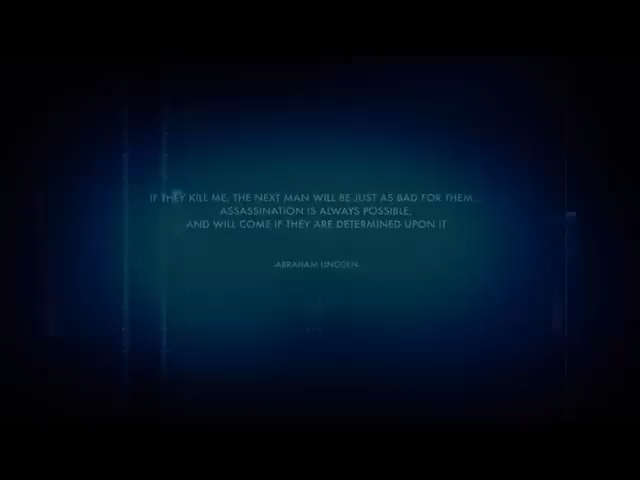 IF THEY KILL ME, THE NEXT MAN WILL BE JUST AS BAD FOR THEM...
ASSASSINATION IS ALWAYS POSSIBLE,
AND WILL COME IF THEY ARE DETERMINED UPON IT
-ABRAHAM LINCOLN-